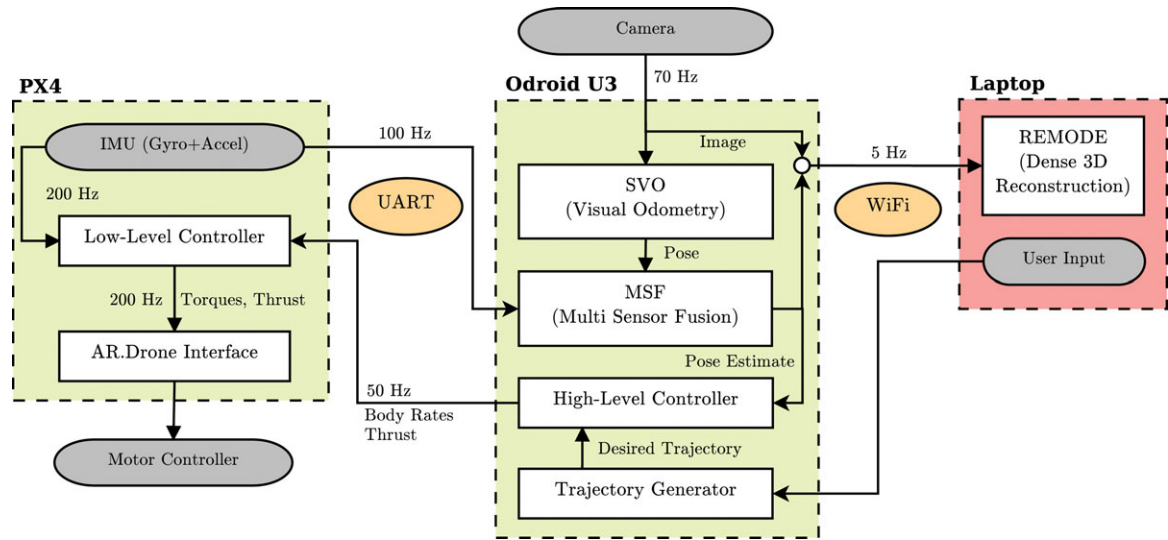 Camera
70 Hz
PX4
IMU (Gyro+Accel)
200 Hz
Low-Level Controller
200 Hz
Torques, Thrust
AR.Drone Interface
Motor Controller
100 Hz
UART
50 Hz
Body Rates
Thrust
Odroid U3
Image
SVO
(Visual Odometry)
Pose
MSF
(Multi Sensor Fusion)
Pose Estimate
High-Level Controller
Desired Trajectory
Trajectory Generator
5 Hz
WiFi
Laptop
REMODE
(Dense 3D
Reconstruction)
User Input